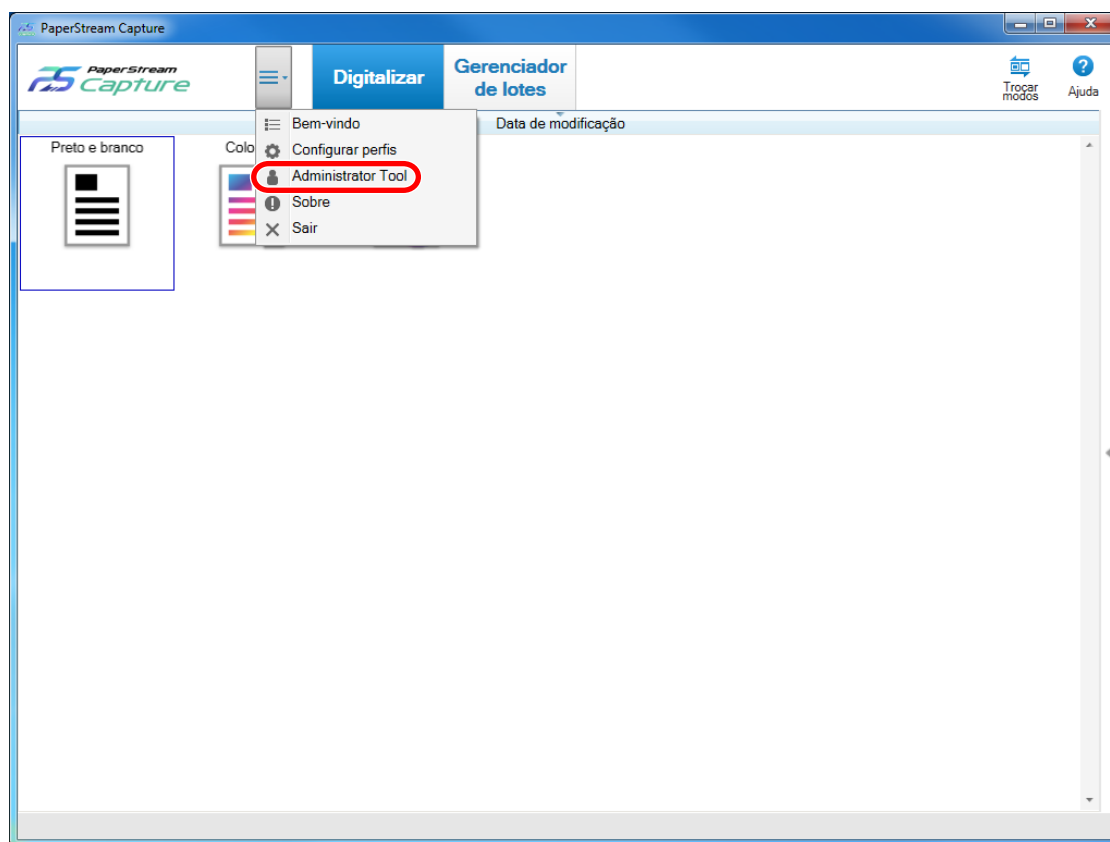 PaperStream Capture
PaperStream
Capture
Digitalizar
Gerenciador
de lotes
Trocar
modos
Ajuda
Data de modificação
Preto e branco
Colo
Bem-vindo
Configurar perfis
Administrator Tool
Sobre
Sair